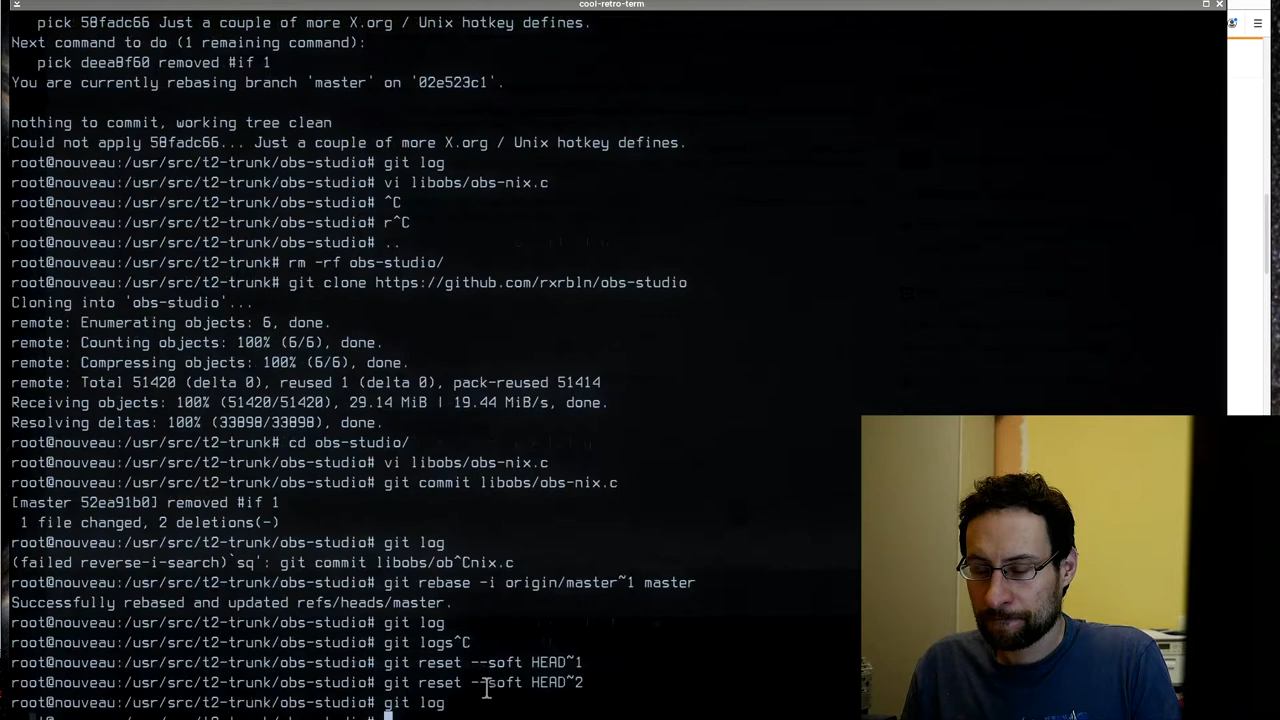 cool-retro-term
pick 58fadc66 Just a couple of more X.org / Unix hotkey defines.
Next command to do (1 remaining command):
pick deea8f60 removed #if 1
You are currently rebasing branch 'master' on '02e523c1'.
nothing to commit, working tree clean
Could not apply 58fadc66... Just a couple of more X.org / Unix hotkey defines.
root@nouveau:/usr/src/t2-trunk/obs-studio# git log
root@nouveau:/usr/src/t2-trunk/obs-studio# vi libobs/obs-nix.c
root@nouveau:/usr/src/t2-trunk/obs-studio# ^C
root@nouveau:/usr/src/t2-trunk/obs-studio# r^C
root@nouveau:/usr/src/t2-trunk/obs-studio# ..
root@nouveau:/usr/src/t2-trunk# rm -rf obs-studio/
root@nouveau:/usr/src/t2-trunk# git clone https://github.com/rxrbln/obs-studio
Cloning into 'obs-studio'...
remote: Enumerating objects: 6, done.
remote: Counting objects: 100% (6/6), done.
remote: Compressing objects: 100% (6/6), done.
remote: Total 51420 (delta 0), reused 1 (delta 0), pack-reused 51414
Receiving objects: 100% (51420/51420), 29.14 MiB | 19.44 MiB/s, done.
Resolving deltas: 100% (33898/33898), done.
root@nouveau:/usr/src/t2-trunk# cd obs-studio/
root@nouveau:/usr/src/t2-trunk/obs-studio# vi libobs/obs-nix.c
root@nouveau:/usr/src/t2-trunk/obs-studio# git commit libobs/obs-nix.c
[master 52ea91b0] removed #if 1
1 file changed, 2 deletions(-)
root@nouveau:/usr/src/t2-trunk/obs-studio# git log
(failed reverse-i-search)`sq': git commit libobs/ob^Cnix.c
root@nouveau:/usr/src/t2-trunk/obs-studio# git rebase -i origin/master~1 master
Successfully rebased and updated refs/heads/master.
root@nouveau:/usr/src/t2-trunk/obs-studio# git log
root@nouveau:/usr/src/t2-trunk/obs-studio# git logs^C
root@nouveau:/usr/src/t2-trunk/obs-studio# git reset --soft HEAD~1
root@nouveau:/usr/src/t2-trunk/obs-studio# git reset --soft HEAD~2
root@nouveau:/usr/src/t2-trunk/obs-studio# git log